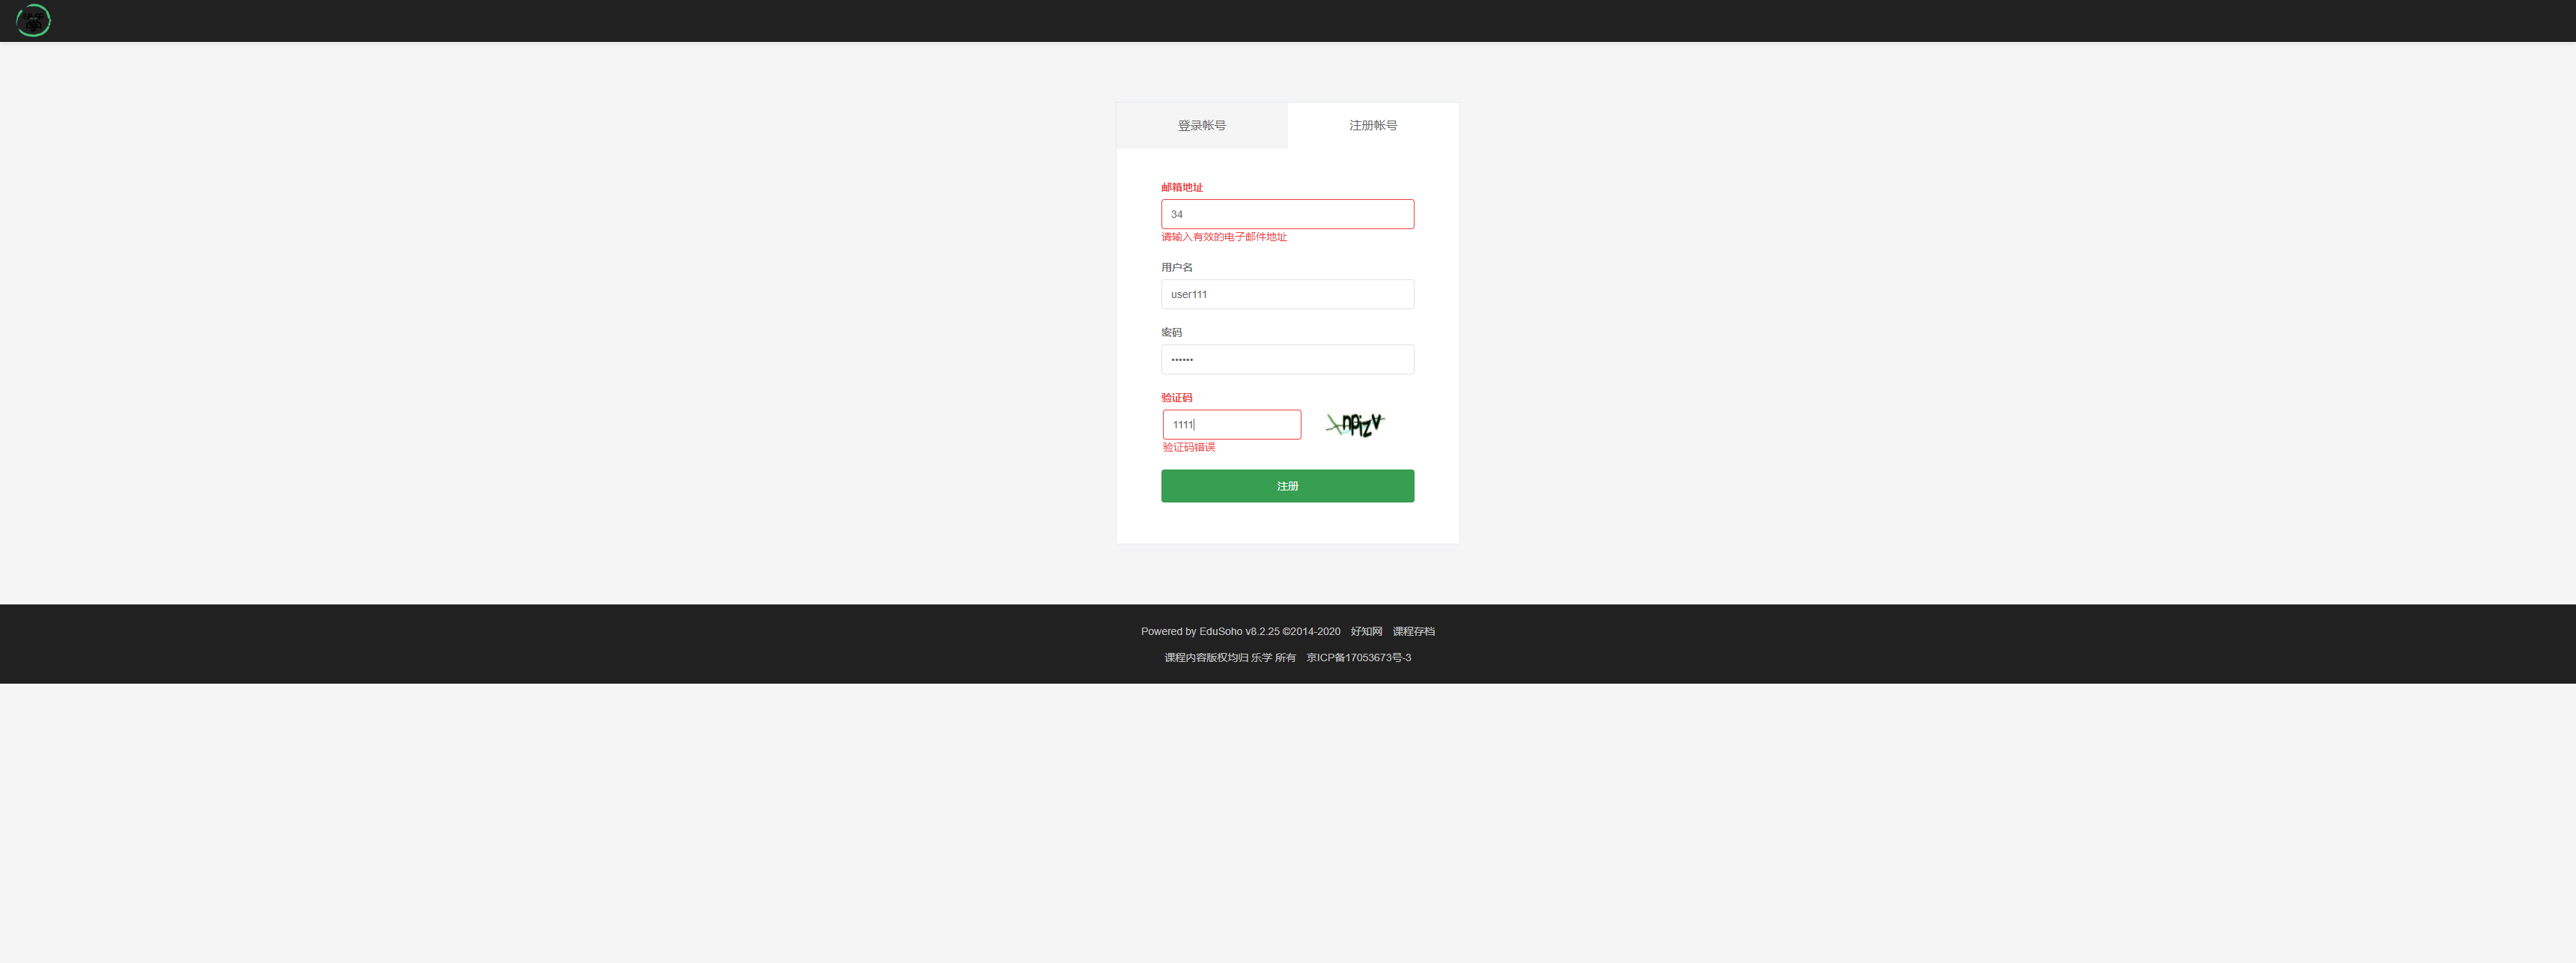 登录帐号
注册帐号
邮箱地址
34
请输入有效的电子邮件地址
用户名
user111
密码
••••••
验证码
1111
验证码错误
注册
Powered by EduSoho v8.2.25 ©2014-2020 好知网 课程存档
课程内容版权均归 乐学 所有 京ICP备17053673号-3